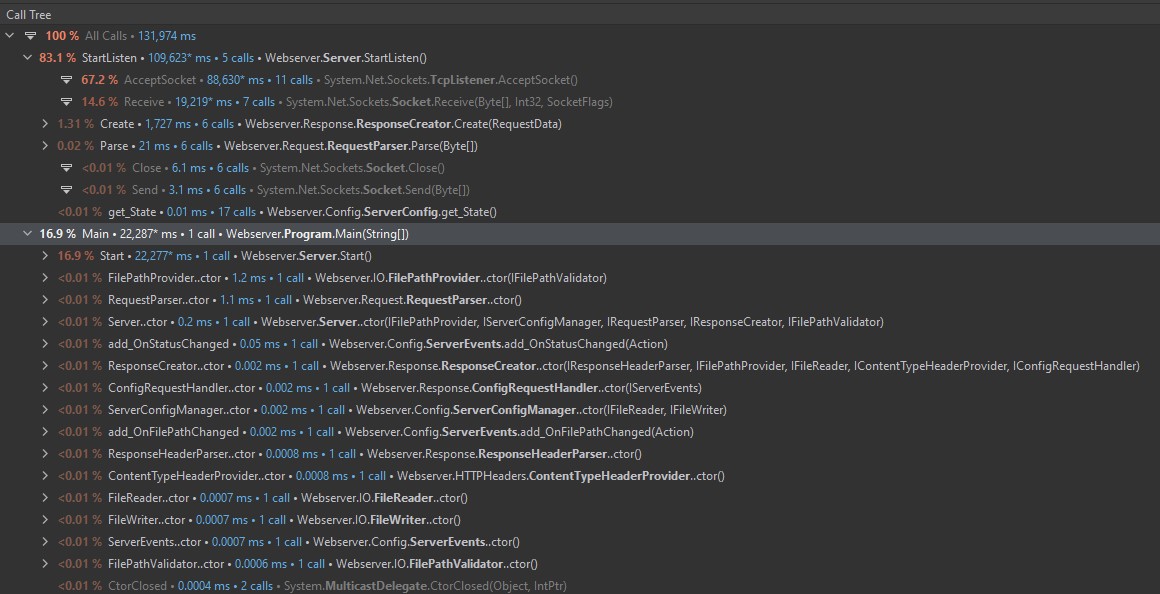 Call Tree
100 % All Calls • 131,974 ms
83.1 % StartListen • 109,623* ms • 5 calls • Webserver.Server.StartListen()
67.2 % AcceptSocket • 88,630* ms • 11 calls • System.Net.Sockets.TcpListener.AcceptSocket()
14.6 % Receive • 19,219* ms • 7 calls • System.Net.Sockets.Socket.Receive(Byte[], Int32, SocketFlags)
1.31 % Create • 1,727 ms • 6 calls • Webserver.Response.ResponseCreator.Create(RequestData)
0.02 % Parse • 21 ms • 6 calls • Webserver.Request.RequestParser.Parse(Byte[])
<0.01 % Close • 6.1 ms • 6 calls • System.Net.Sockets.Socket.Close()
<0.01 % Send • 3.1 ms • 6 calls • System.Net.Sockets.Socket.Send(Byte[])
<0.01 % get_State • 0.01 ms • 17 calls • Webserver.Config.ServerConfig.get_State()
16.9 % Main • 22,287* ms • 1 call • Webserver.Program.Main(String[])
16.9 % Start • 22,277* ms • 1 call • Webserver.Server.Start()
<0.01 % FilePathProvider..ctor • 1.2 ms • 1 call • Webserver.IO.FilePathProvider..ctor(IFilePathValidator)
<0.01 % RequestParser..ctor • 1.1 ms • 1 call • Webserver.Request.RequestParser..ctor()
<0.01 % Server..ctor • 0.2 ms • 1 call • Webserver.Server..ctor(IFilePathProvider, IServerConfigManager, IRequestParser, IResponseCreator, IFilePathValidator)
<0.01 % add_OnStatusChanged • 0.05 ms • 1 call • Webserver.Config.ServerEvents.add_OnStatusChanged(Action)
<0.01 % ResponseCreator..ctor • 0.002 ms • 1 call • Webserver.Response.ResponseCreator..ctor(IResponseHeaderParser, IFilePathProvider, IFileReader, IContentTypeHeaderProvider, IConfigRequestHandler)
<0.01 % ConfigRequestHandler..ctor • 0.002 ms • 1 call • Webserver.Response.ConfigRequestHandler..ctor(IServerEvents)
<0.01 % ServerConfigManager..ctor • 0.002 ms • 1 call • Webserver.Config.ServerConfigManager..ctor(IFileReader, IFileWriter)
<0.01 % add_OnFilePathChanged • 0.002 ms • 1 call • Webserver.Config.ServerEvents.add_OnFilePathChanged(Action)
<0.01 % ResponseHeaderParser..ctor • 0.0008 ms • 1 call • Webserver.Response.ResponseHeaderParser..ctor()
<0.01 % ContentTypeHeaderProvider..ctor • 0.0008 ms • 1 call • Webserver.HTTPHeaders.ContentTypeHeaderProvider..ctor()
<0.01 % FileReader..ctor • 0.0007 ms • 1 call • Webserver.IO.FileReader..ctor()
<0.01 % FileWriter..ctor • 0.0007 ms • 1 call • Webserver.IO.FileWriter..ctor()
<0.01 % ServerEvents..ctor • 0.0007 ms • 1 call • Webserver.Config.ServerEvents..ctor()
<0.01 % FilePathValidator..ctor • 0.0006 ms • 1 call • Webserver.IO.FilePathValidator..ctor()
<0.01 % CtorClosed • 0.0004 ms • 2 calls • System.MulticastDelegate.CtorClosed(Object, IntPtr)